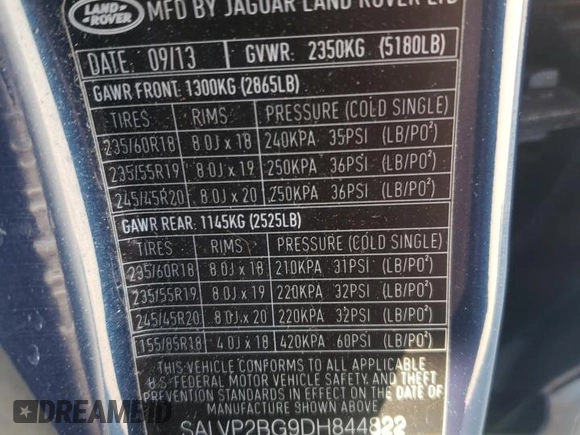 LAND ROVER
MFD BY JAGUAR LAND ROVER LTD
DATE: 09/13 GVWR: 2350KG (5180LB)
GAWR FRONT: 1300KG (2865LB)
TIRES RIMS PRESSURE (COLD SINGLE)
235/60R18 8.0J x 18 240KPA 35PSI (LB/PO²)
235/55R19 8.0J x 19 250KPA 36PSI (LB/PO²)
245/45R20 8.0J x 20 250KPA 36PSI (LB/PO²)
GAWR REAR: 1145KG (2525LB)
TIRES RIMS PRESSURE (COLD SINGLE)
235/60R18 8.0J x 18 210KPA 31PSI (LB/PO²)
235/55R19 8.0J x 19 220KPA 32PSI (LB/PO²)
245/45R20 8.0J x 20 220KPA 32PSI (LB/PO²)
155/85R18 4.0J x 18 420KPA 60PSI (LB/PO²)
THIS VEHICLE CONFORMS TO ALL APPLICABLE
U.S. FEDERAL MOTOR VEHICLE SAFETY, AND THEFT
PREVENTION STANDARDS IN EFFECT ON THE DATE OF
MANUFACTURE SHOWN ABOVE.
SALVP2BG9DH844822
AUTOHELPERBOT.COM